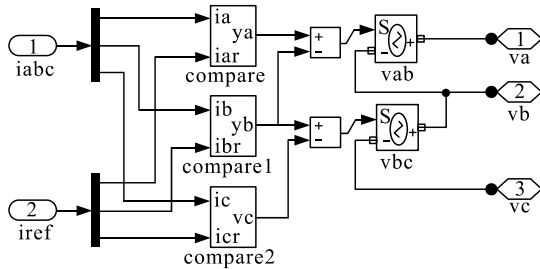 1
iabc
ia
ya
iar
compare
+
-
S
- +
vab
1
va
2
vb
ib
yb
ibr
compare1
+
-
S
- +
vbc
2
iref
ic
vc
icr
compare2
3
vc